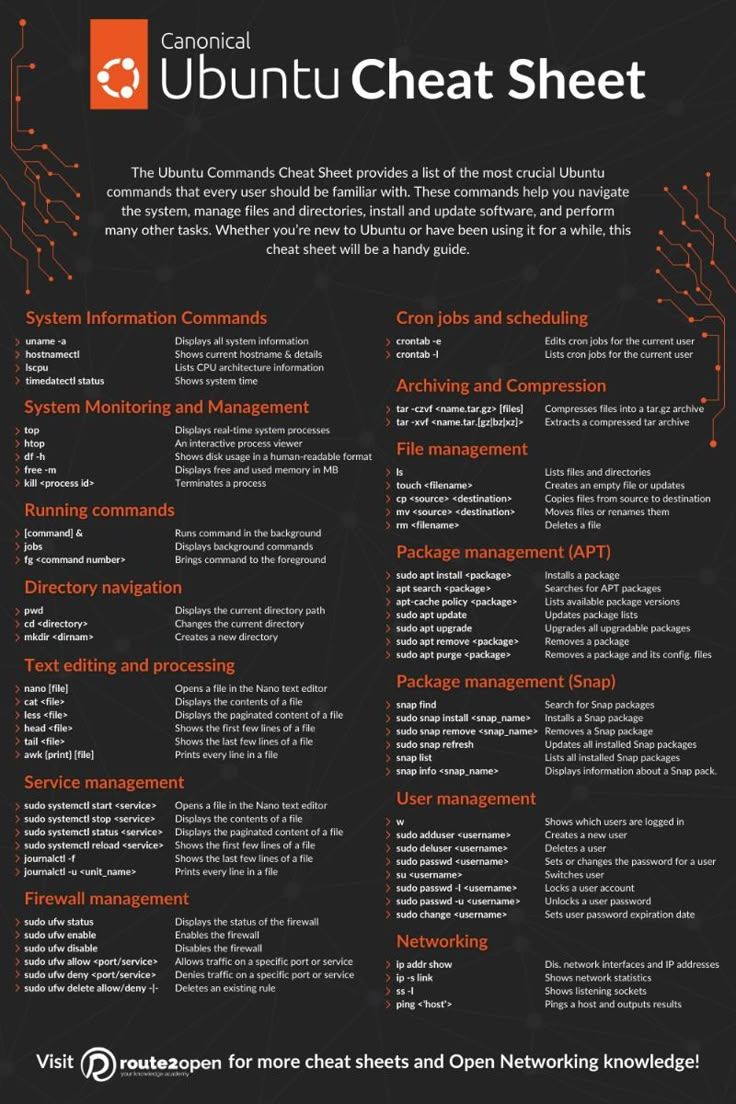 Canonical
Ubuntu Cheat Sheet
The Ubuntu Commands Cheat Sheet provides a list of the most crucial Ubuntu
commands that every user should be familiar with. These commands help you navigate
the system, manage files and directories, install and update software, and perform
many other tasks. Whether you're new to Ubuntu or have been using it for a while, this
cheat sheet will be a handy guide.
System Information Commands
uname -a Displays all system information
hostnamectl Shows current hostname & details
lscpu Lists CPU architecture information
timedatectl status Shows system time
System Monitoring and Management
top Displays real-time system processes
htop An interactive process viewer
df -h Shows disk usage in a human-readable format
free -m Displays free and used memory in MB
kill <process id> Terminates a process
Running commands
[command] & Runs command in the background
jobs Displays background commands
fg <command number> Brings command to the foreground
Directory navigation
pwd Displays the current directory path
cd <directory> Changes the current directory
mkdir <dirnam> Creates a new directory
Text editing and processing
nano [file] Opens a file in the Nano text editor
cat <file> Displays the contents of a file
less <file> Displays the paginated content of a file
head <file> Shows the first few lines of a file
tail <file> Shows the last few lines of a file
awk [print] [file] Prints every line in a file
Service management
sudo systemctl start <service> Opens a file in the Nano text editor
sudo systemctl stop <service> Displays the contents of a file
sudo systemctl status <service> Displays the paginated content of a file
sudo systemctl reload <service> Shows the first few lines of a file
journalctl -f Shows the last few lines of a file
journalctl -u <unit_name> Prints every line in a file
Firewall management
sudo ufw status Displays the status of the firewall
sudo ufw enable Enables the firewall
sudo ufw disable Disables the firewall
sudo ufw allow <port/service> Allows traffic on a specific port or service
sudo ufw deny <port/service> Denies traffic on a specific port or service
sudo ufw delete allow/deny -|- Deletes an existing rule
Cron jobs and scheduling
crontab -e Edits cron jobs for the current user
crontab -l Lists cron jobs for the current user
Archiving and Compression
tar -czvf <name.tar.gz> [files] Compresses files into a tar.gz archive
tar -xvf <name.tar.[gz|bz|xz]> Extracts a compressed tar archive
File management
ls Lists files and directories
touch <filename> Creates an empty file or updates
cp <source> <destination> Copies files from source to destination
mv <source> <destination> Moves files or renames them
rm <filename> Deletes a file
Package management (APT)
sudo apt install <package> Installs a package
apt search <package> Searches for APT packages
apt-cache policy <package> Lists available package versions
sudo apt update Updates package lists
sudo apt upgrade Upgrades all upgradable packages
sudo apt remove <package> Removes a package
sudo apt purge <package> Removes a package and its config. files
Package management (Snap)
snap find Search for Snap packages
sudo snap install <snap_name> Installs a Snap package
sudo snap remove <snap_name> Removes a Snap package
sudo snap refresh Updates all installed Snap packages
snap list Lists all installed Snap packages
snap info <snap_name> Displays information about a Snap pack.
User management
w Shows which users are logged in
sudo adduser <username> Creates a new user
sudo deluser <username> Deletes a user
sudo passwd <username> Sets or changes the password for a user
su <username> Switches user
sudo passwd -l <username> Locks a user account
sudo passwd -u <username> Unlocks a user password
sudo change <username> Sets user password expiration date
Networking
ip addr show Dis. network interfaces and IP addresses
ip -s link Shows network statistics
ss -l Shows listening sockets
ping <'host'> Pings a host and outputs results
Visit route2open for more cheat sheets and Open Networking knowledge!
your knowledge academy